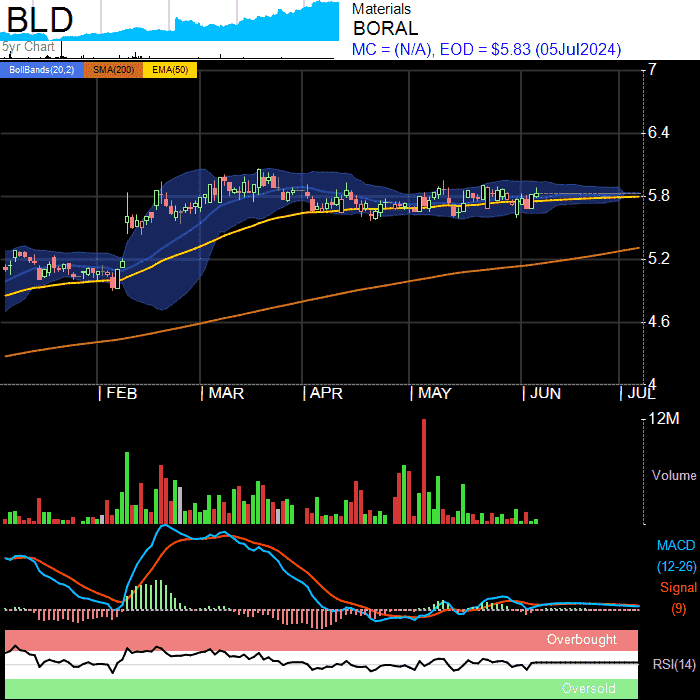 BLD
5yr Chart
Materials
BORAL
MC = (N/A), EOD = $5.83 (05Jul2024)
BollBands(20,2) SMA(200) EMA(50)
7
6.4
5.8
5.2
4.6
4
FEB MAR APR MAY JUN JUL
12M
Volume
MACD
(12-26)
Signal
(9)
Overbought
RSI(14)
Oversold